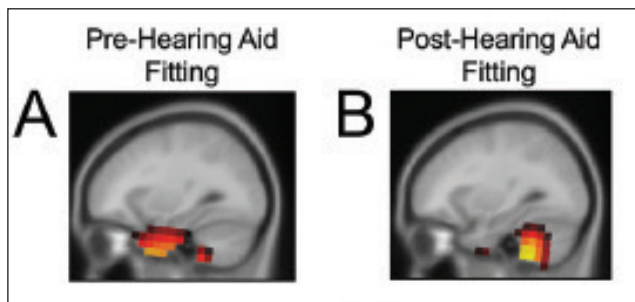 Pre-Hearing Aid
Fitting
Post-Hearing Aid
Fitting
A
B